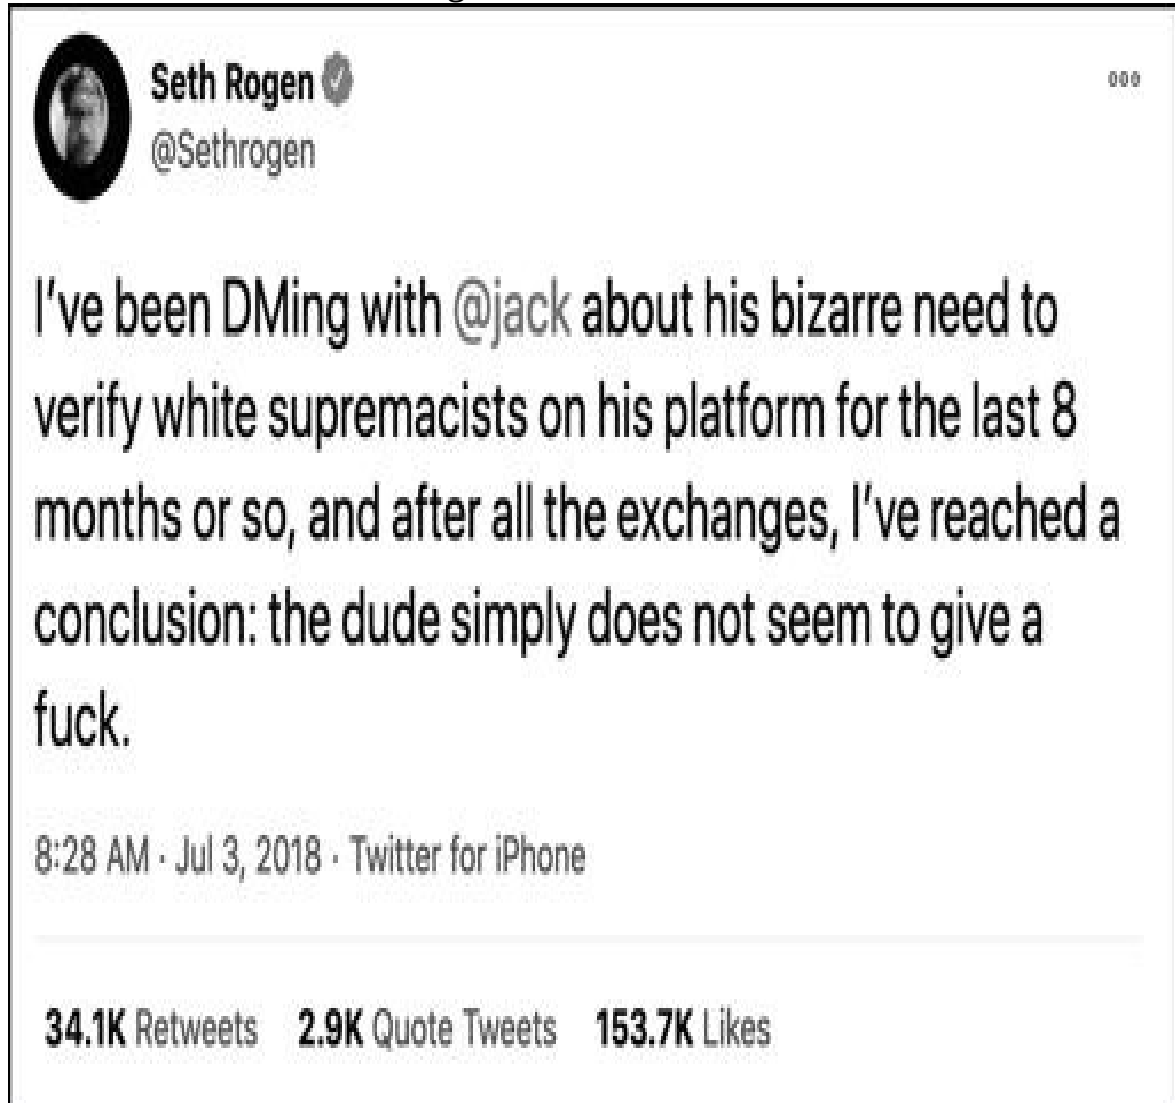 Seth Rogen
@Sethrogen
I've been DMing with @jack about his bizarre need to
verify white supremacists on his platform for the last 8
months or so, and after all the exchanges, I've reached a
conclusion: the dude simply does not seem to give a
fuck.
8:28 AM · Jul 3, 2018 · Twitter for iPhone
34.1K Retweets 2.9K Quote Tweets 153.7K Likes